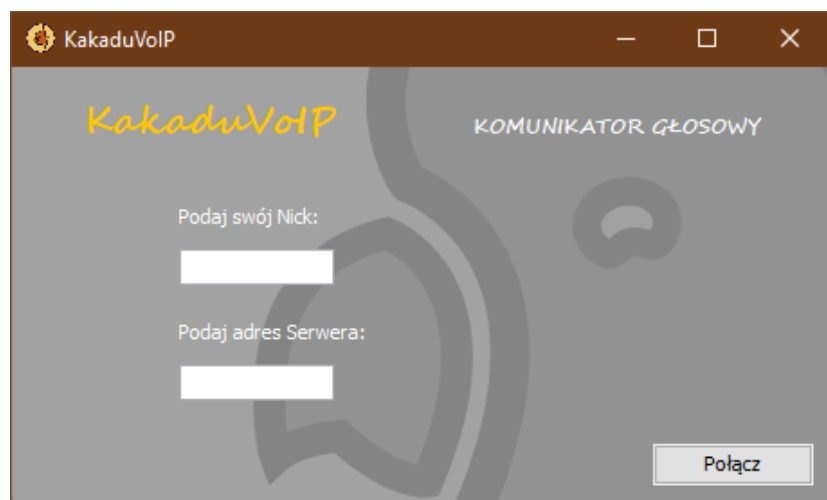 KakaduVoIP
KakaduVoIP
KOMUNIKATOR GŁOSOWY
Podaj swój Nick:
Podaj adres Serwera:
Połącz